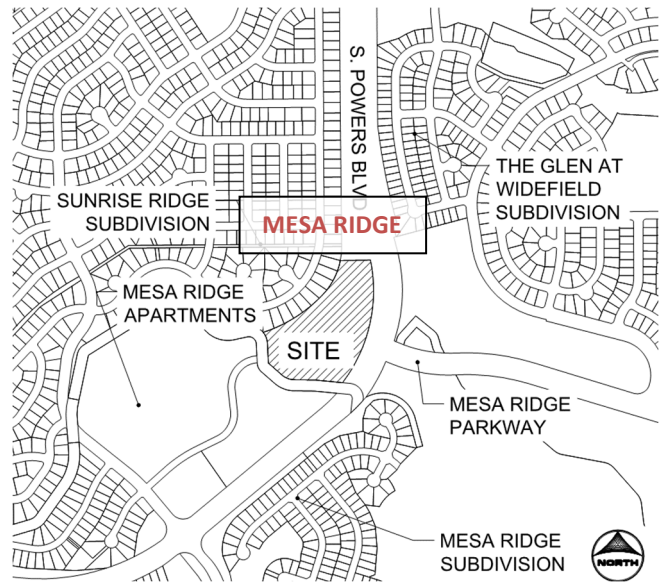 S. POWERS BLVD
THE GLEN AT
WIDEFIELD
SUBDIVISION
SUNRISE RIDGE
SUBDIVISION
MESA RIDGE
MESA RIDGE
APARTMENTS
SITE
MESA RIDGE
PARKWAY
MESA RIDGE
SUBDIVISION
NORTH